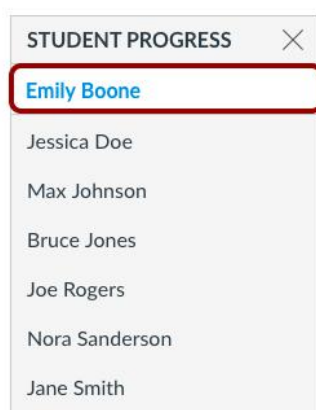 STUDENT PROGRESS
Emily Boone
Jessica Doe
Max Johnson
Bruce Jones
Joe Rogers
Nora Sanderson
Jane Smith